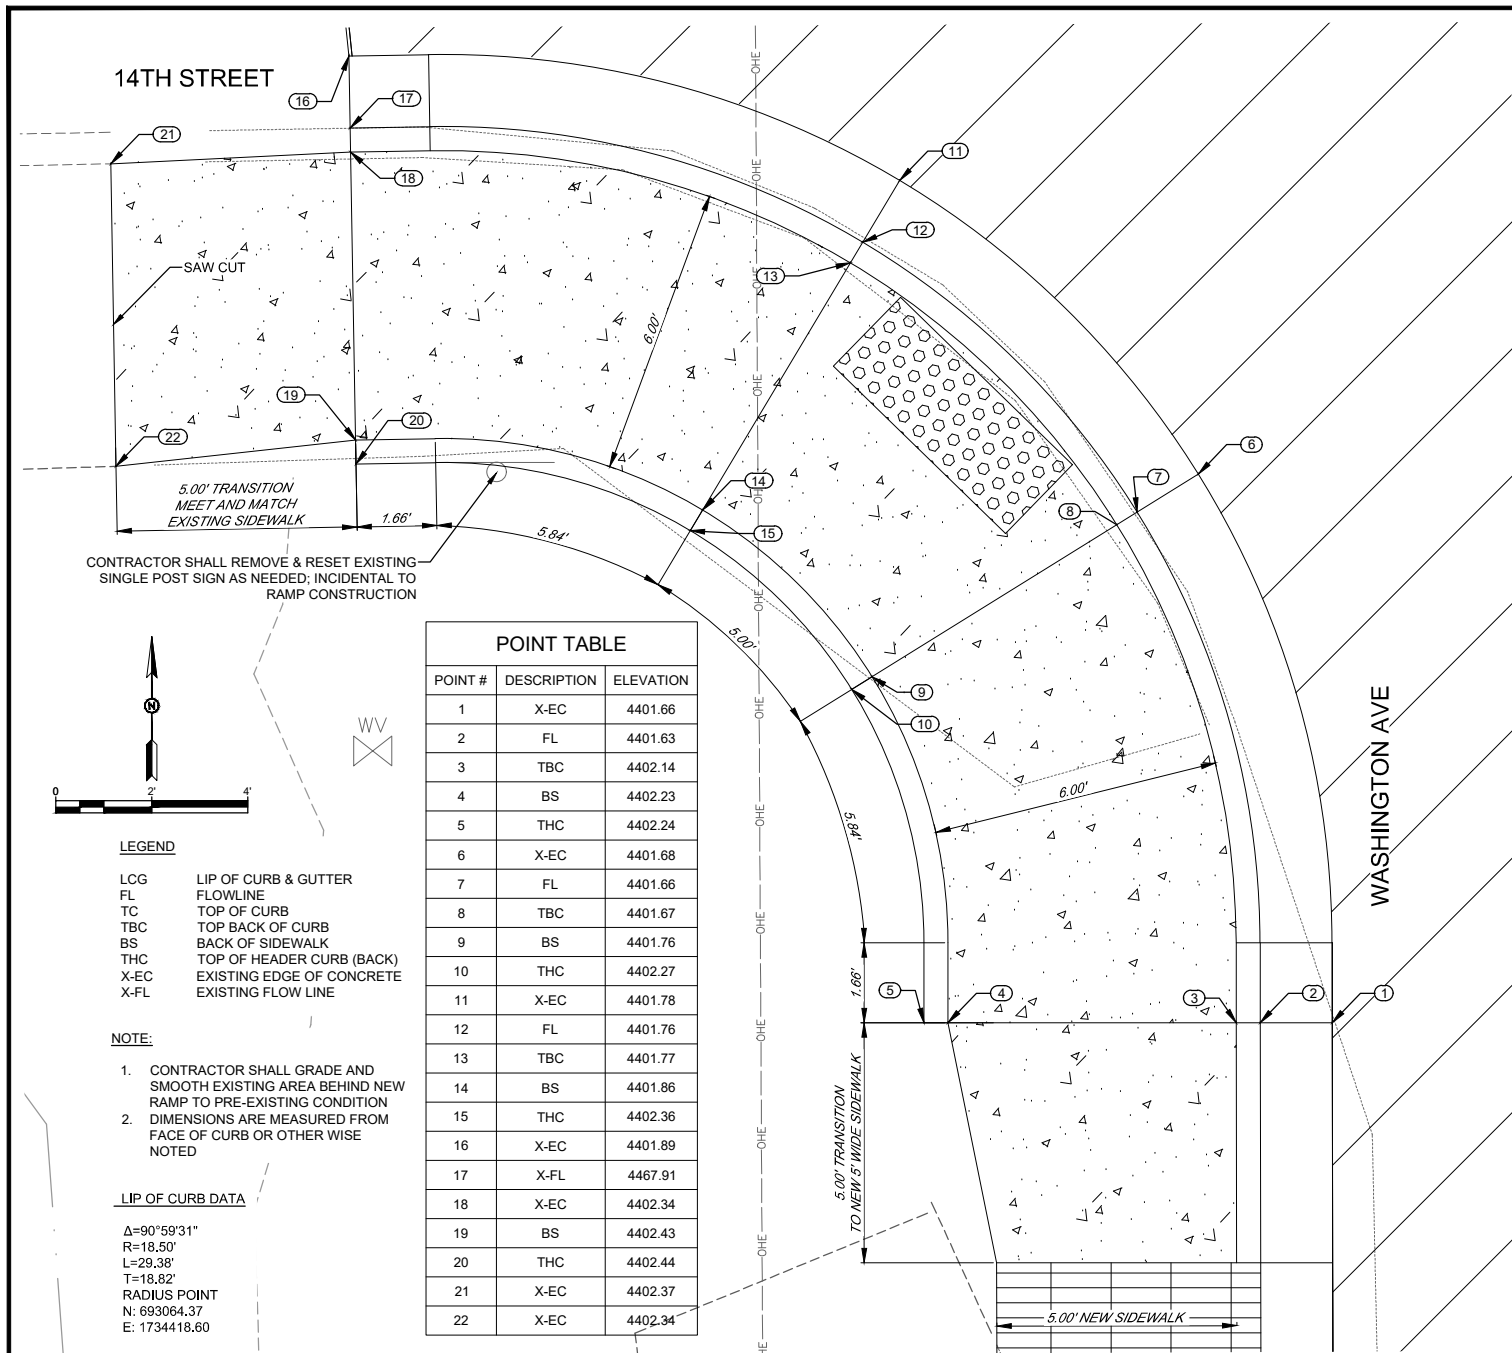 14TH STREET
16
17
21
18
11
12
13
SAW CUT
6.00'
19
20
22
6
7
8
14
15
5.00' TRANSITION
MEET AND MATCH
EXISTING SIDEWALK
1.66'
5.84'
CONTRACTOR SHALL REMOVE & RESET EXISTING
SINGLE POST SIGN AS NEEDED; INCIDENTAL TO
RAMP CONSTRUCTION
5.00'
9
10
5.84'
6.00'
1.66'
5
4
3
2
1
5.00' TRANSITION
TO NEW 5' WIDE SIDEWALK
5.00' NEW SIDEWALK
WASHINGTON AVE
OHE
OHE
OHE
OHE
OHE
OHE
OHE
OHE
OHE
OHE
OHE
OHE
OHE
N
WV
0 2' 4'
POINT TABLE
POINT # DESCRIPTION ELEVATION
1 X-EC 4401.66
2 FL 4401.63
3 TBC 4402.14
4 BS 4402.23
5 THC 4402.24
6 X-EC 4401.68
7 FL 4401.66
8 TBC 4401.67
9 BS 4401.76
10 THC 4402.27
11 X-EC 4401.78
12 FL 4401.76
13 TBC 4401.77
14 BS 4401.86
15 THC 4402.36
16 X-EC 4401.89
17 X-FL 4467.91
18 X-EC 4402.34
19 BS 4402.43
20 THC 4402.44
21 X-EC 4402.37
22 X-EC 4402.34
LEGEND
LCG LIP OF CURB & GUTTER
FL FLOWLINE
TC TOP OF CURB
TBC TOP BACK OF CURB
BS BACK OF SIDEWALK
THC TOP OF HEADER CURB (BACK)
X-EC EXISTING EDGE OF CONCRETE
X-FL EXISTING FLOW LINE
NOTE:
1. CONTRACTOR SHALL GRADE AND
SMOOTH EXISTING AREA BEHIND NEW
RAMP TO PRE-EXISTING CONDITION
2. DIMENSIONS ARE MEASURED FROM
FACE OF CURB OR OTHER WISE
NOTED
LIP OF CURB DATA
Δ=90°59'31"
R=18.50'
L=29.38'
T=18.82'
RADIUS POINT
N: 693064.37
E: 1734418.60